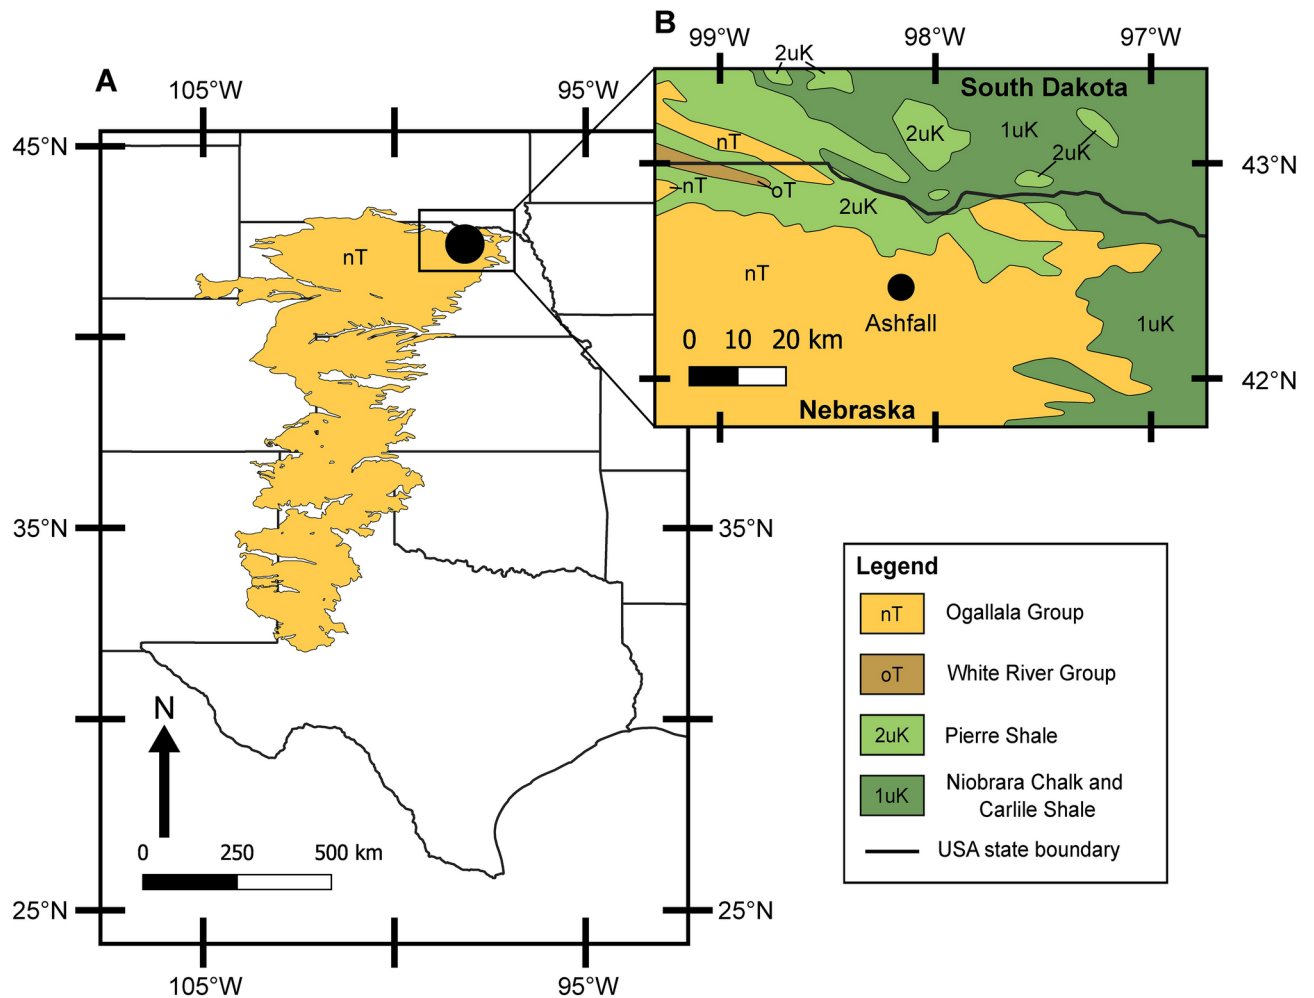 A
105°W
95°W
45°N
nT
35°N
35°N
N
0 250 500 km
25°N
25°N
105°W
95°W
B
99°W
98°W
97°W
2uK
South Dakota
2uK
1uK
2uK
nT
43°N
nT
oT
2uK
nT
Ashfall
1uK
0 10 20 km
42°N
Nebraska
Legend
nT Ogallala Group
oT White River Group
2uK Pierre Shale
1uK Niobrara Chalk and
Carlile Shale
USA state boundary